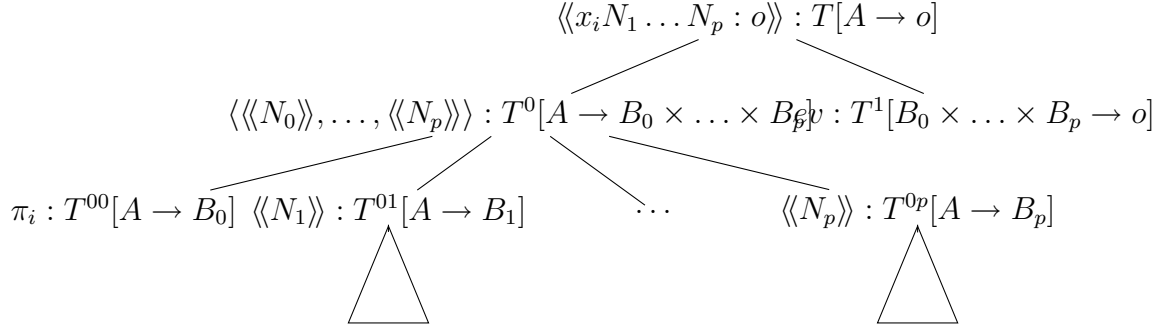 ⟨⟨x_i N_1 … N_p : o⟩⟩ : T[A → o]
⟨⟨⟨N_0⟩⟩, …, ⟨⟨N_p⟩⟩⟩ : T^0[A → B_0 × … × B_p] ev : T^1[B_0 × … × B_p → o]
π_i : T^{00}[A → B_0] ⟨⟨N_1⟩⟩ : T^{01}[A → B_1] ⋯ ⟨⟨N_p⟩⟩ : T^{0p}[A → B_p]